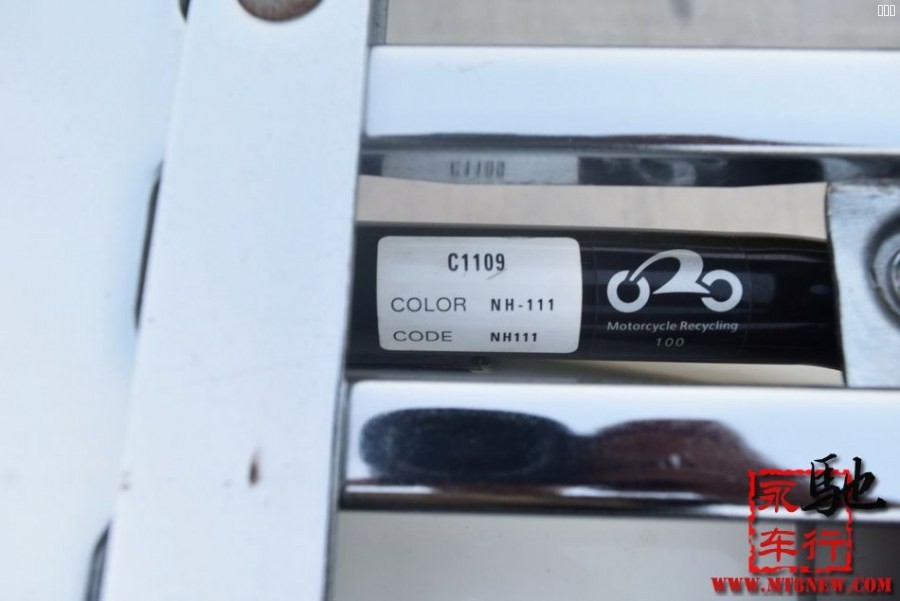 C1109
COLOR NH-111
CODE NH111
Motorcycle Recycling
100
永驰
车行
WWW.MT8NEW.COM